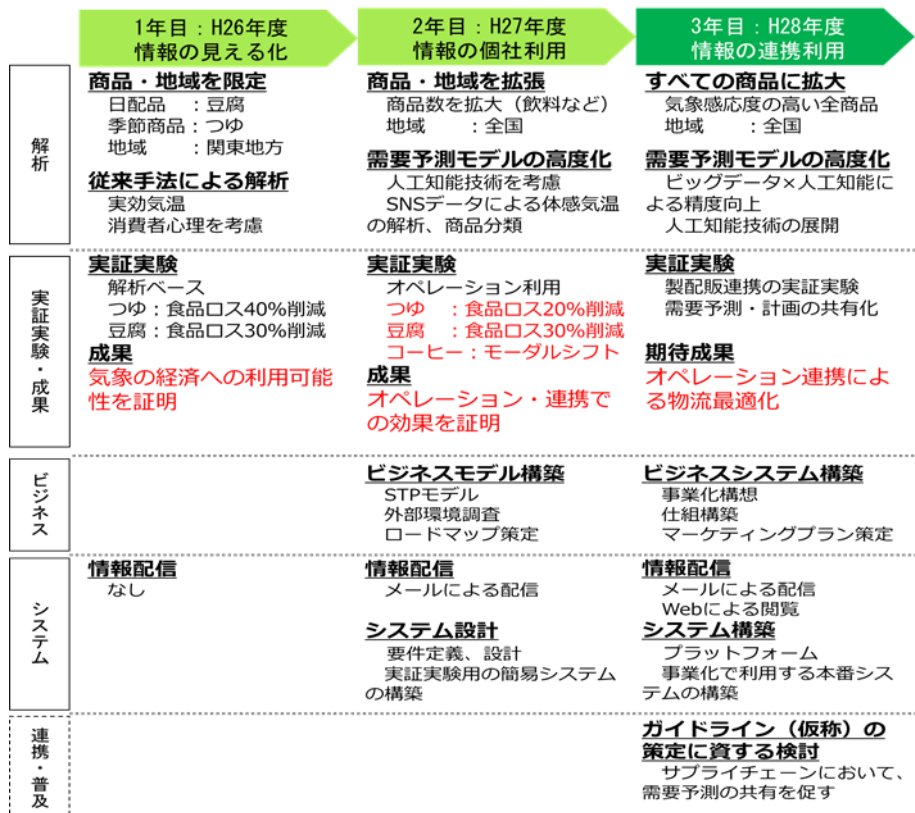 1年目：H26年度
情報の見える化
2年目：H27年度
情報の個社利用
3年目：H28年度
情報の連携利用
解析
商品・地域を限定
日配品　：豆腐
季節商品：つゆ
地域　　：関東地方
従来手法による解析
実効気温
消費者心理を考慮
商品・地域を拡張
商品数を拡大（飲料など）
地域　　：全国
需要予測モデルの高度化
人工知能技術を考慮
SNSデータによる体感気温
の解析、商品分類
すべての商品に拡大
気象感応度の高い全商品
地域　　：全国
需要予測モデルの高度化
ビッグデータ×人工知能に
よる精度向上
人工知能技術の展開
実証実験・成果
実証実験
解析ベース
つゆ：食品ロス40%削減
豆腐：食品ロス30%削減
成果
気象の経済への利用可能
性を証明
実証実験
オペレーション利用
つゆ　：食品ロス20%削減
豆腐　：食品ロス30%削減
コーヒー：モーダルシフト
成果
オペレーション・連携で
の効果を証明
実証実験
製配販連携の実証実験
需要予測・計画の共有化
期待成果
オペレーション連携によ
る物流最適化
ビジネス
ビジネスモデル構築
STPモデル
外部環境調査
ロードマップ策定
ビジネスシステム構築
事業化構想
仕組構築
マーケティングプラン策定
システム
情報配信
なし
情報配信
メールによる配信
システム設計
要件定義、設計
実証実験用の簡易システム
の構築
情報配信
メールによる配信
Webによる閲覧
システム構築
プラットフォーム
事業化で利用する本番シス
テムの構築
連携・普及
ガイドライン（仮称）の
策定に資する検討
サプライチェーンにおいて、
需要予測の共有を促す